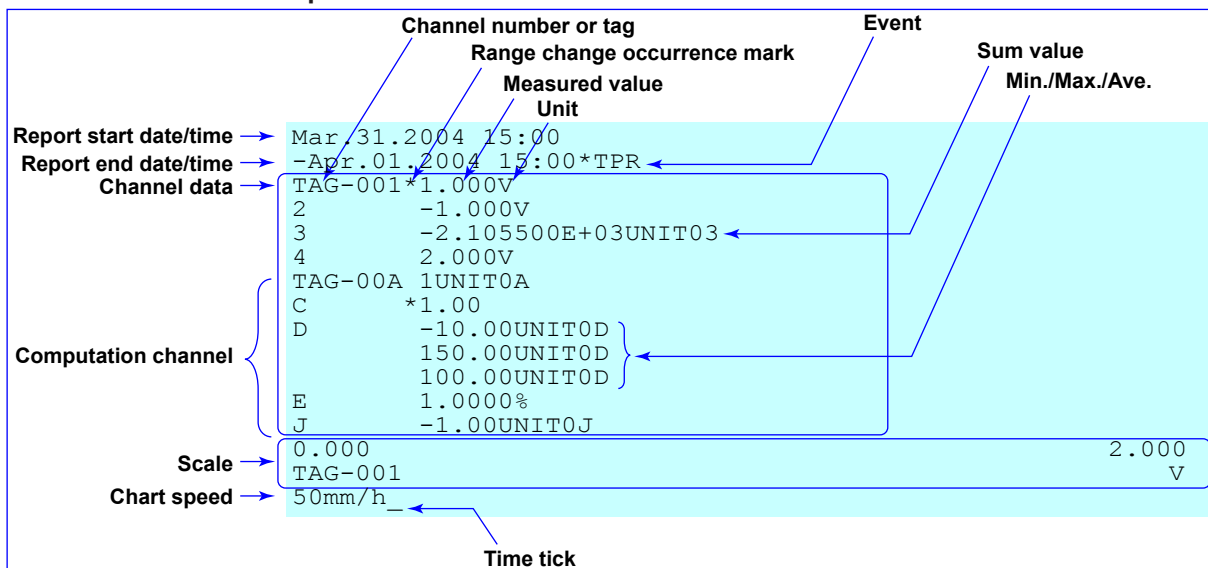 Channel number or tag
Event
Range change occurrence mark
Sum value
Measured value
Min./Max./Ave.
Unit
Report start date/time
Mar.31.2004 15:00
Report end date/time
-Apr.01.2004 15:00*TPR
Channel data
TAG-001*1.000V
2 -1.000V
3 -2.105500E+03UNIT03
4 2.000V
TAG-00A 1UNIT0A
C *1.00
D -10.00UNIT0D
Computation channel
150.00UNIT0D
100.00UNIT0D
E 1.0000%
J -1.00UNIT0J
Scale
0.000 2.000
TAG-001 V
Chart speed
50mm/h_
Time tick